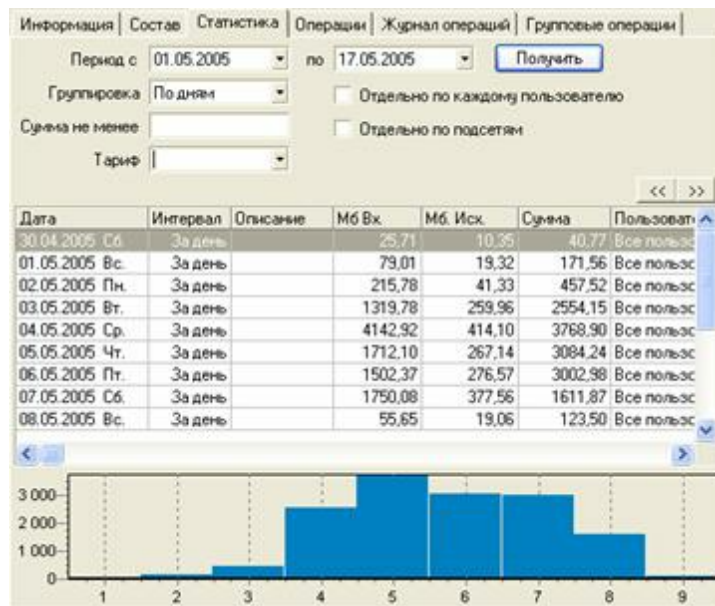 Информация Состав Статистика Операции Журнал операций Групповые операции
Период с 01.05.2005 по 17.05.2005 Получить
Группировка По дням Отдельно по каждому пользователю
Сумма не менее Отдельно по подсетям
Тариф
<< >>
Дата Интервал Описание Мб Вх. Мб. Исх. Сумма Пользоват
30.04.2005 Сб. За день 25,71 10,35 40,77 Все пользо
01.05.2005 Вс. За день 79,01 19,32 171,56 Все пользо
02.05.2005 Пн. За день 215,78 41,33 457,52 Все пользо
03.05.2005 Вт. За день 1319,78 259,96 2554,15 Все пользо
04.05.2005 Ср. За день 4142,92 414,10 3768,90 Все пользо
05.05.2005 Чт. За день 1712,10 267,14 3084,24 Все пользо
06.05.2005 Пт. За день 1502,37 276,57 3002,98 Все пользо
07.05.2005 Сб. За день 1750,08 377,56 1611,87 Все пользо
08.05.2005 Вс. За день 55,65 19,06 123,50 Все пользо
3 000
2 000
1 000
0
1 2 3 4 5 6 7 8 9